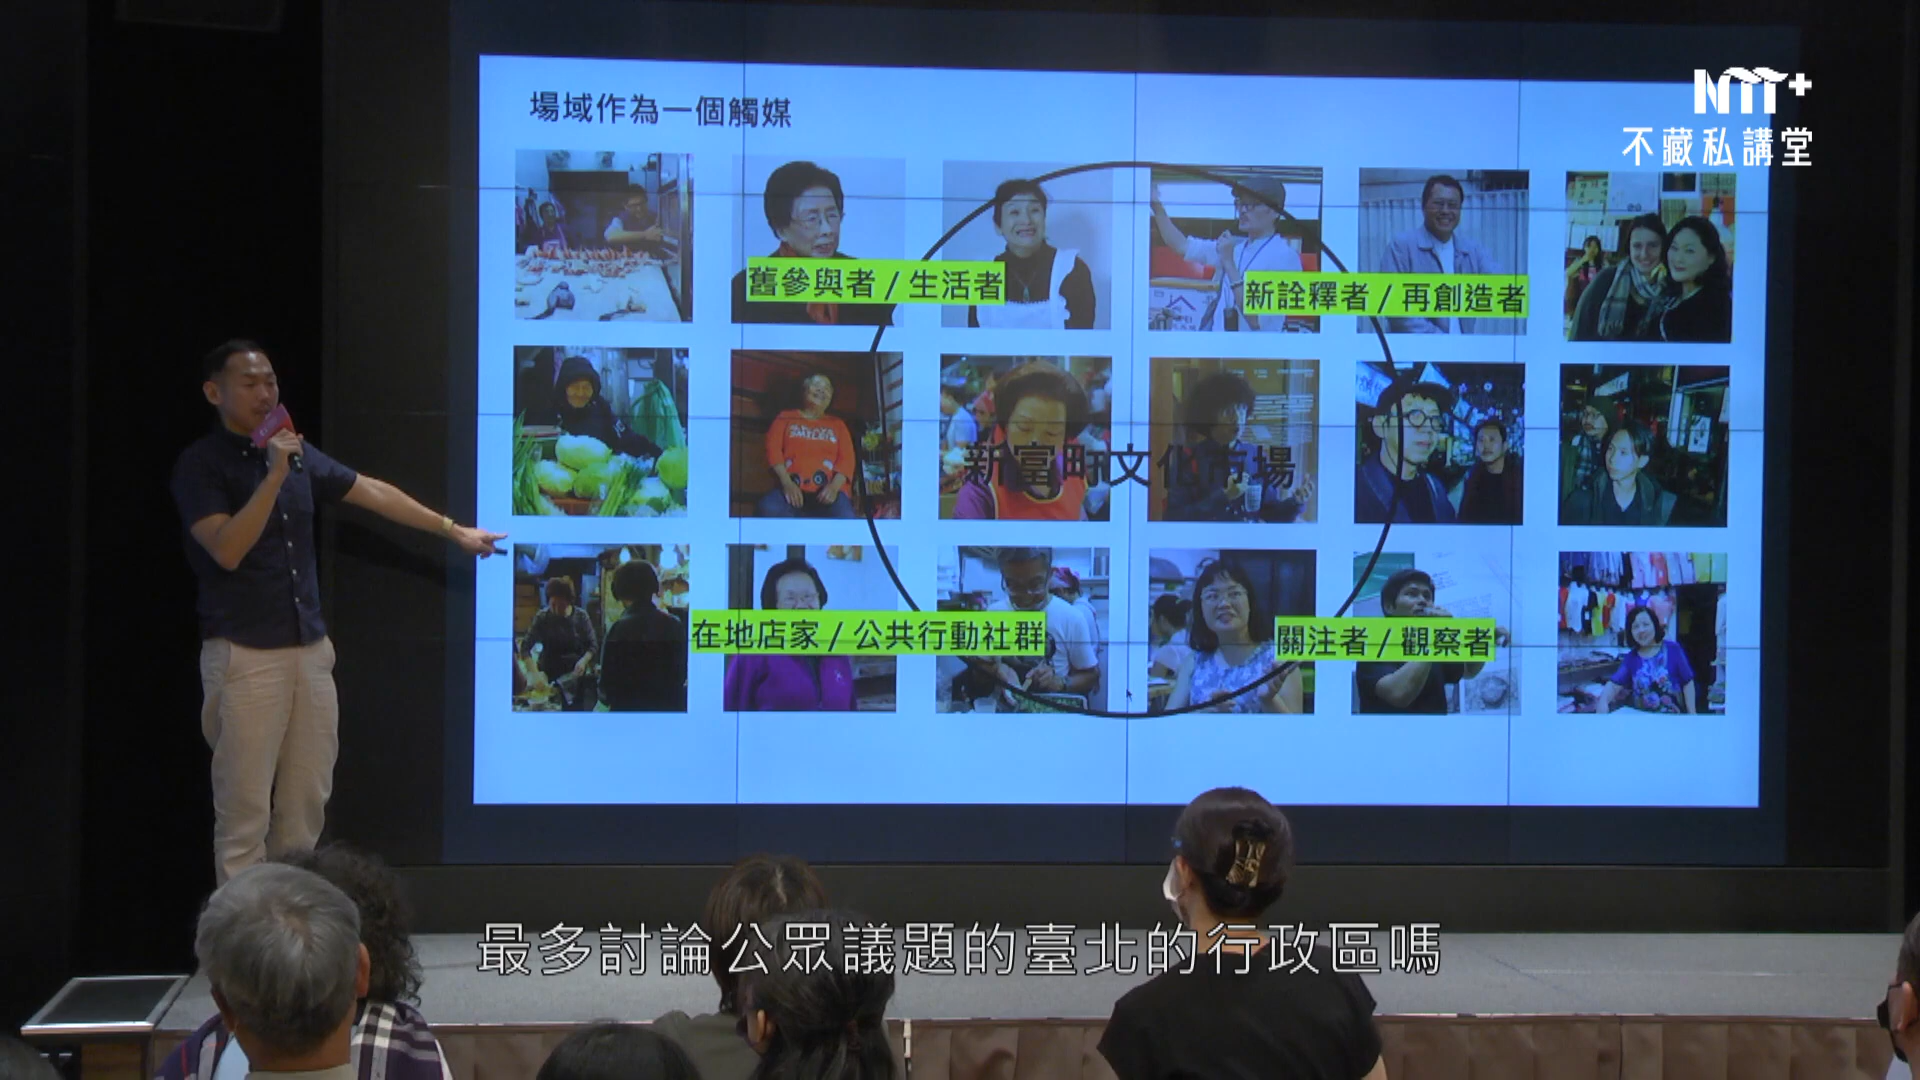 場域作為一個觸媒
NTT+
不藏私講堂
舊參與者 / 生活者
新詮釋者 / 再創造者
新富町文化市場
在地店家 / 公共行動社群
關注者 / 觀察者
最多討論公眾議題的臺北的行政區嗎